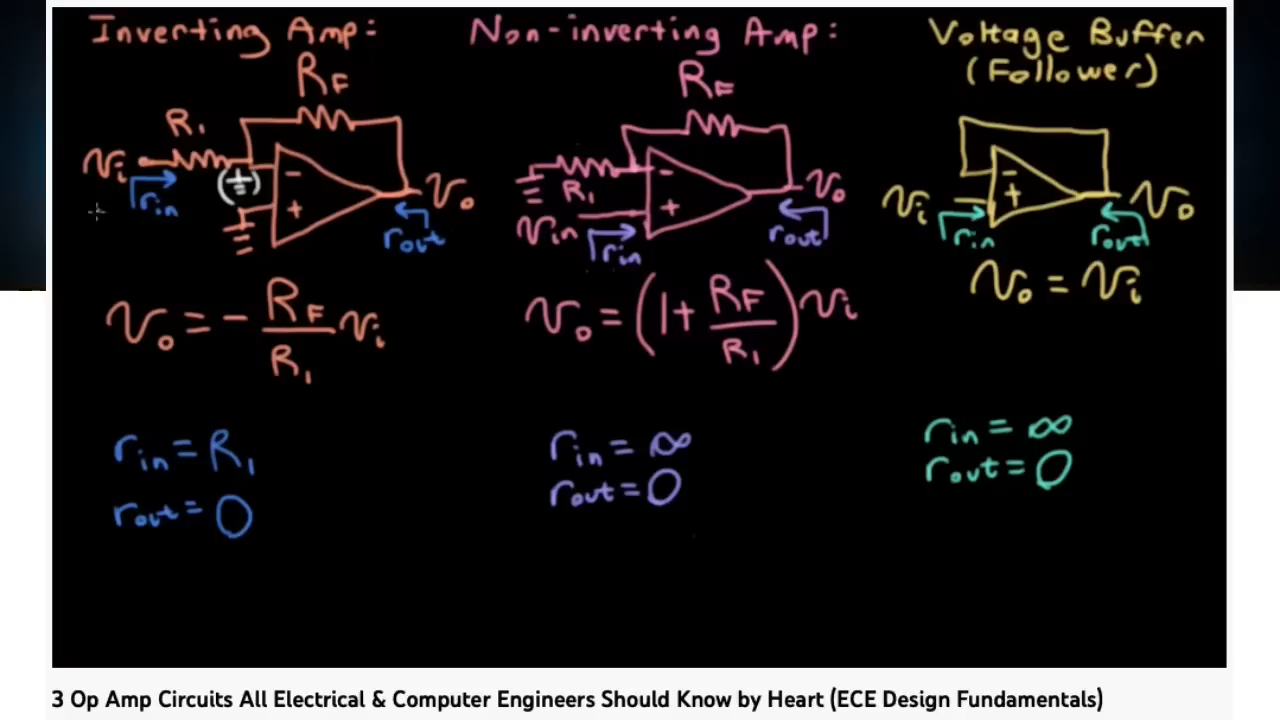 Inverting Amp:
RF
R1
Vi
rin
(⏚)
-
+
Vo
rout
Vo = - RF/R1 Vi
rin = R1
rout = 0
Non-inverting Amp:
RF
R1
-
+
Vin
rin
Vo
rout
Vo = (1 + RF/R1) Vi
rin = ∞
rout = 0
Voltage Buffer
(Follower)
-
+
Vi
rin
Vo
rout
Vo = Vi
rin = ∞
rout = 0
3 Op Amp Circuits All Electrical & Computer Engineers Should Know by Heart (ECE Design Fundamentals)